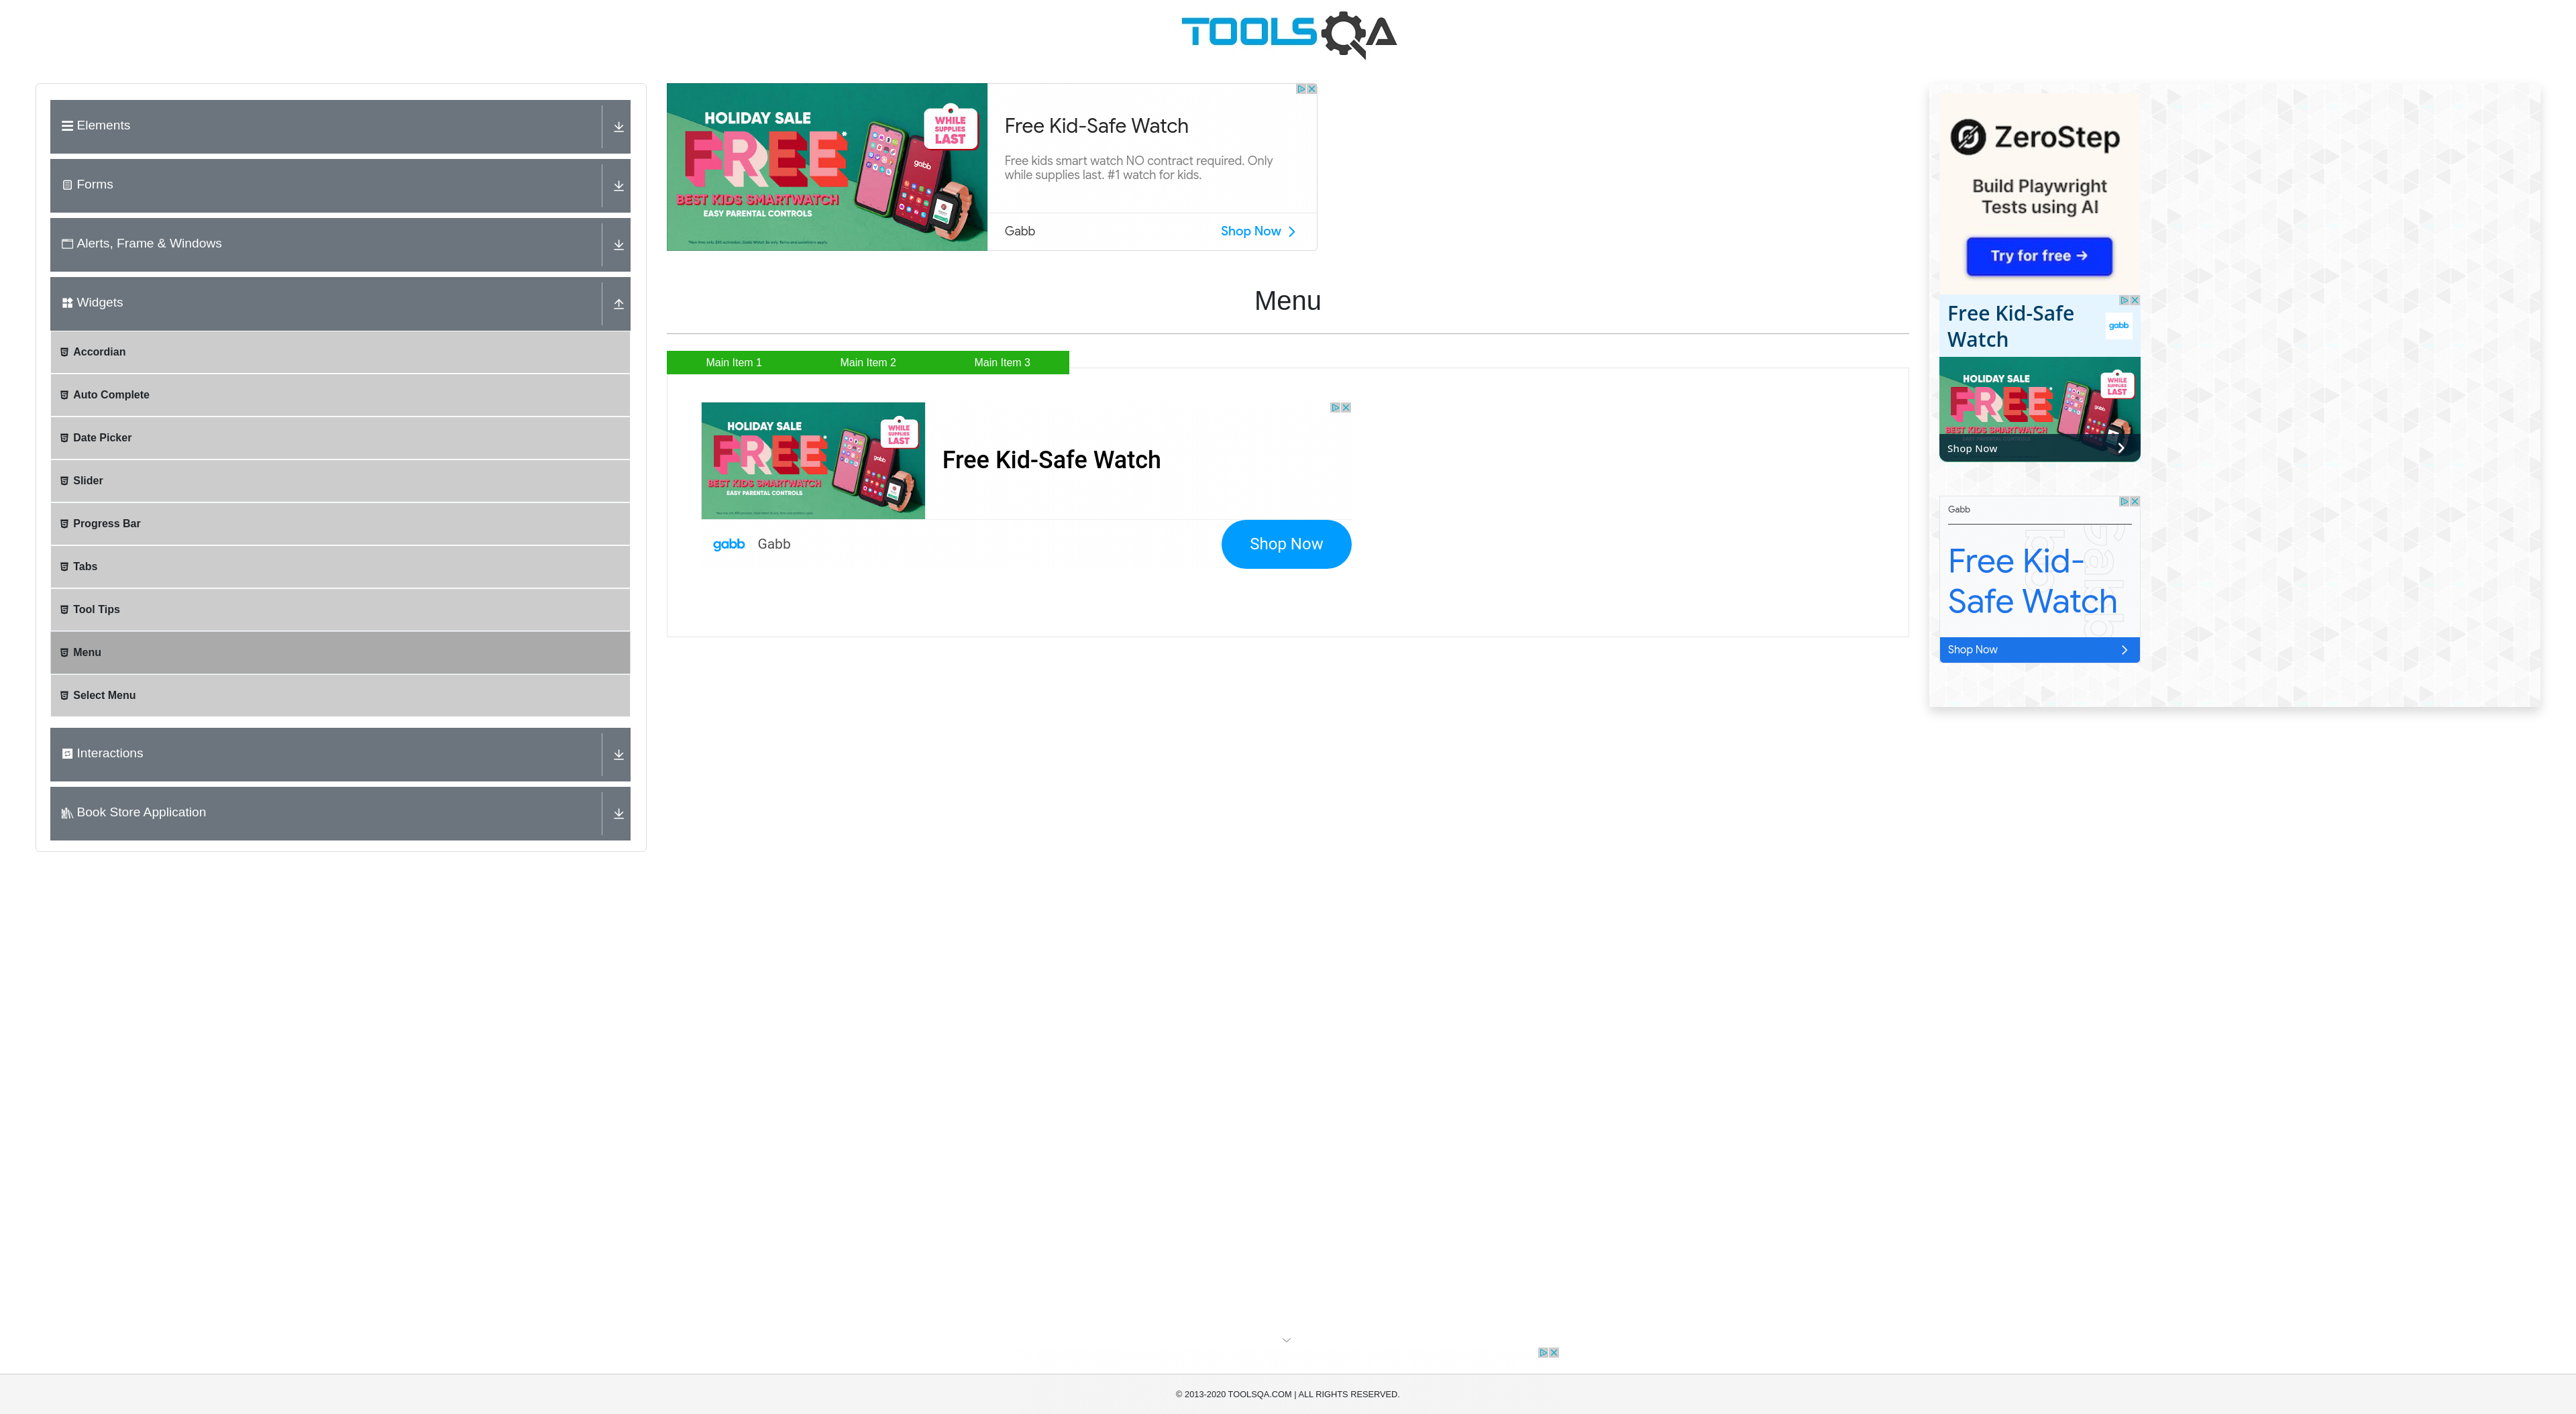 TOOLSQA
Elements
Forms
Alerts, Frame & Windows
Widgets
Accordian
Auto Complete
Date Picker
Slider
Progress Bar
Tabs
Tool Tips
Menu
Select Menu
Interactions
Book Store Application
HOLIDAY SALE
FREE*
BEST KIDS SMARTWATCH
EASY PARENTAL CONTROLS
WHILE
SUPPLIES
LAST
gabb
Free Kid-Safe Watch
Free kids smart watch NO contract required. Only
while supplies last. #1 watch for kids.
Gabb
Shop Now
Menu
Main Item 1
Main Item 2
Main Item 3
HOLIDAY SALE
FREE*
BEST KIDS SMARTWATCH
EASY PARENTAL CONTROLS
WHILE
SUPPLIES
LAST
gabb
Free Kid-Safe Watch
gabb
Gabb
Shop Now
ZeroStep
Build Playwright
Tests using AI
Try for free →
Free Kid-Safe
Watch
gabb
HOLIDAY SALE
FREE*
BEST KIDS SMARTWATCH
WHILE
SUPPLIES
LAST
Shop Now
Gabb
Free Kid-
Safe Watch
Shop Now
© 2013-2020 TOOLSQA.COM | ALL RIGHTS RESERVED.